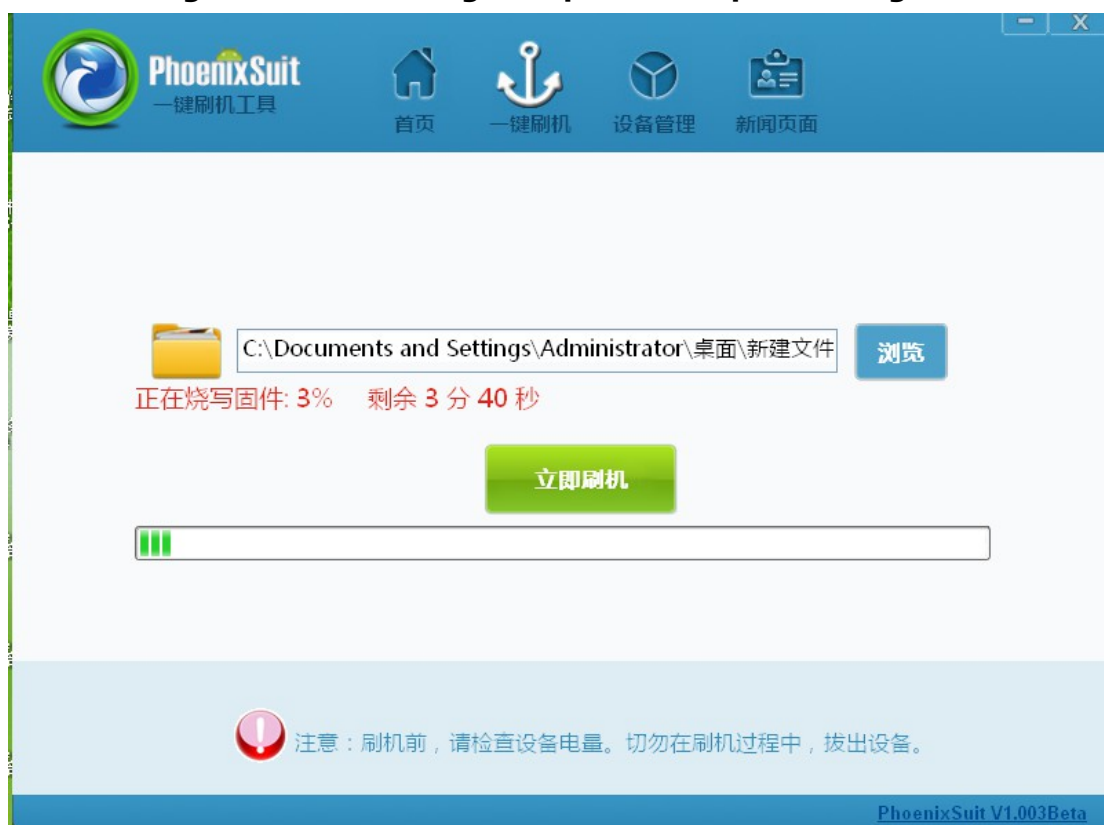 PhoenixSuit
一键刷机工具
首页
一键刷机
设备管理
新闻页面
C:\Documents and Settings\Administrator\桌面\新建文件
浏览
正在烧写固件: 3% 剩余 3 分 40 秒
立即刷机
注意：刷机前，请检查设备电量。切勿在刷机过程中，拔出设备。
PhoenixSuit V1.003Beta